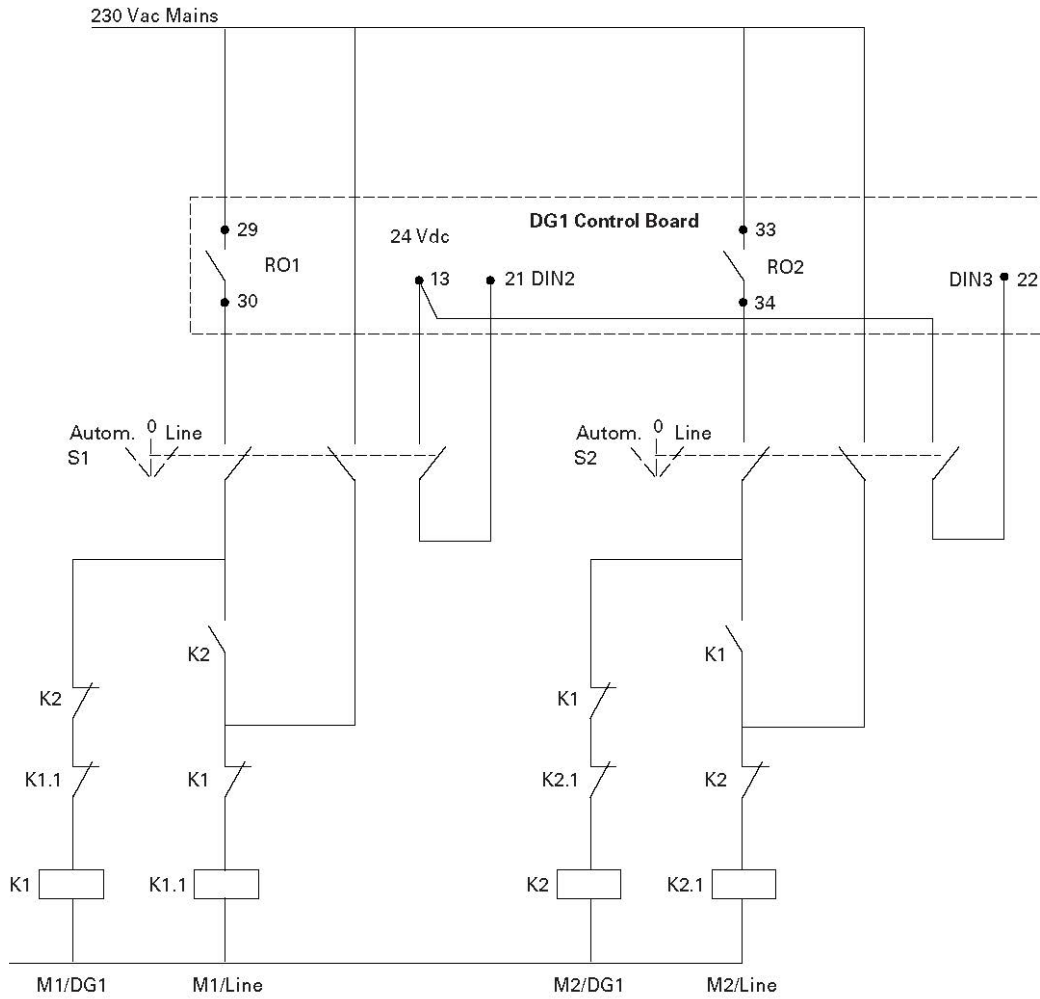 230 Vac Mains
DG1 Control Board
29
RO1
30
24 Vdc
13
21 DIN2
33
RO2
34
DIN3
22
Autom. 0 Line
S1
Autom. 0 Line
S2
K2
K1
K2
K1
K1.1
K1
K2.1
K2
K1
K1.1
K2
K2.1
M1/DG1
M1/Line
M2/DG1
M2/Line